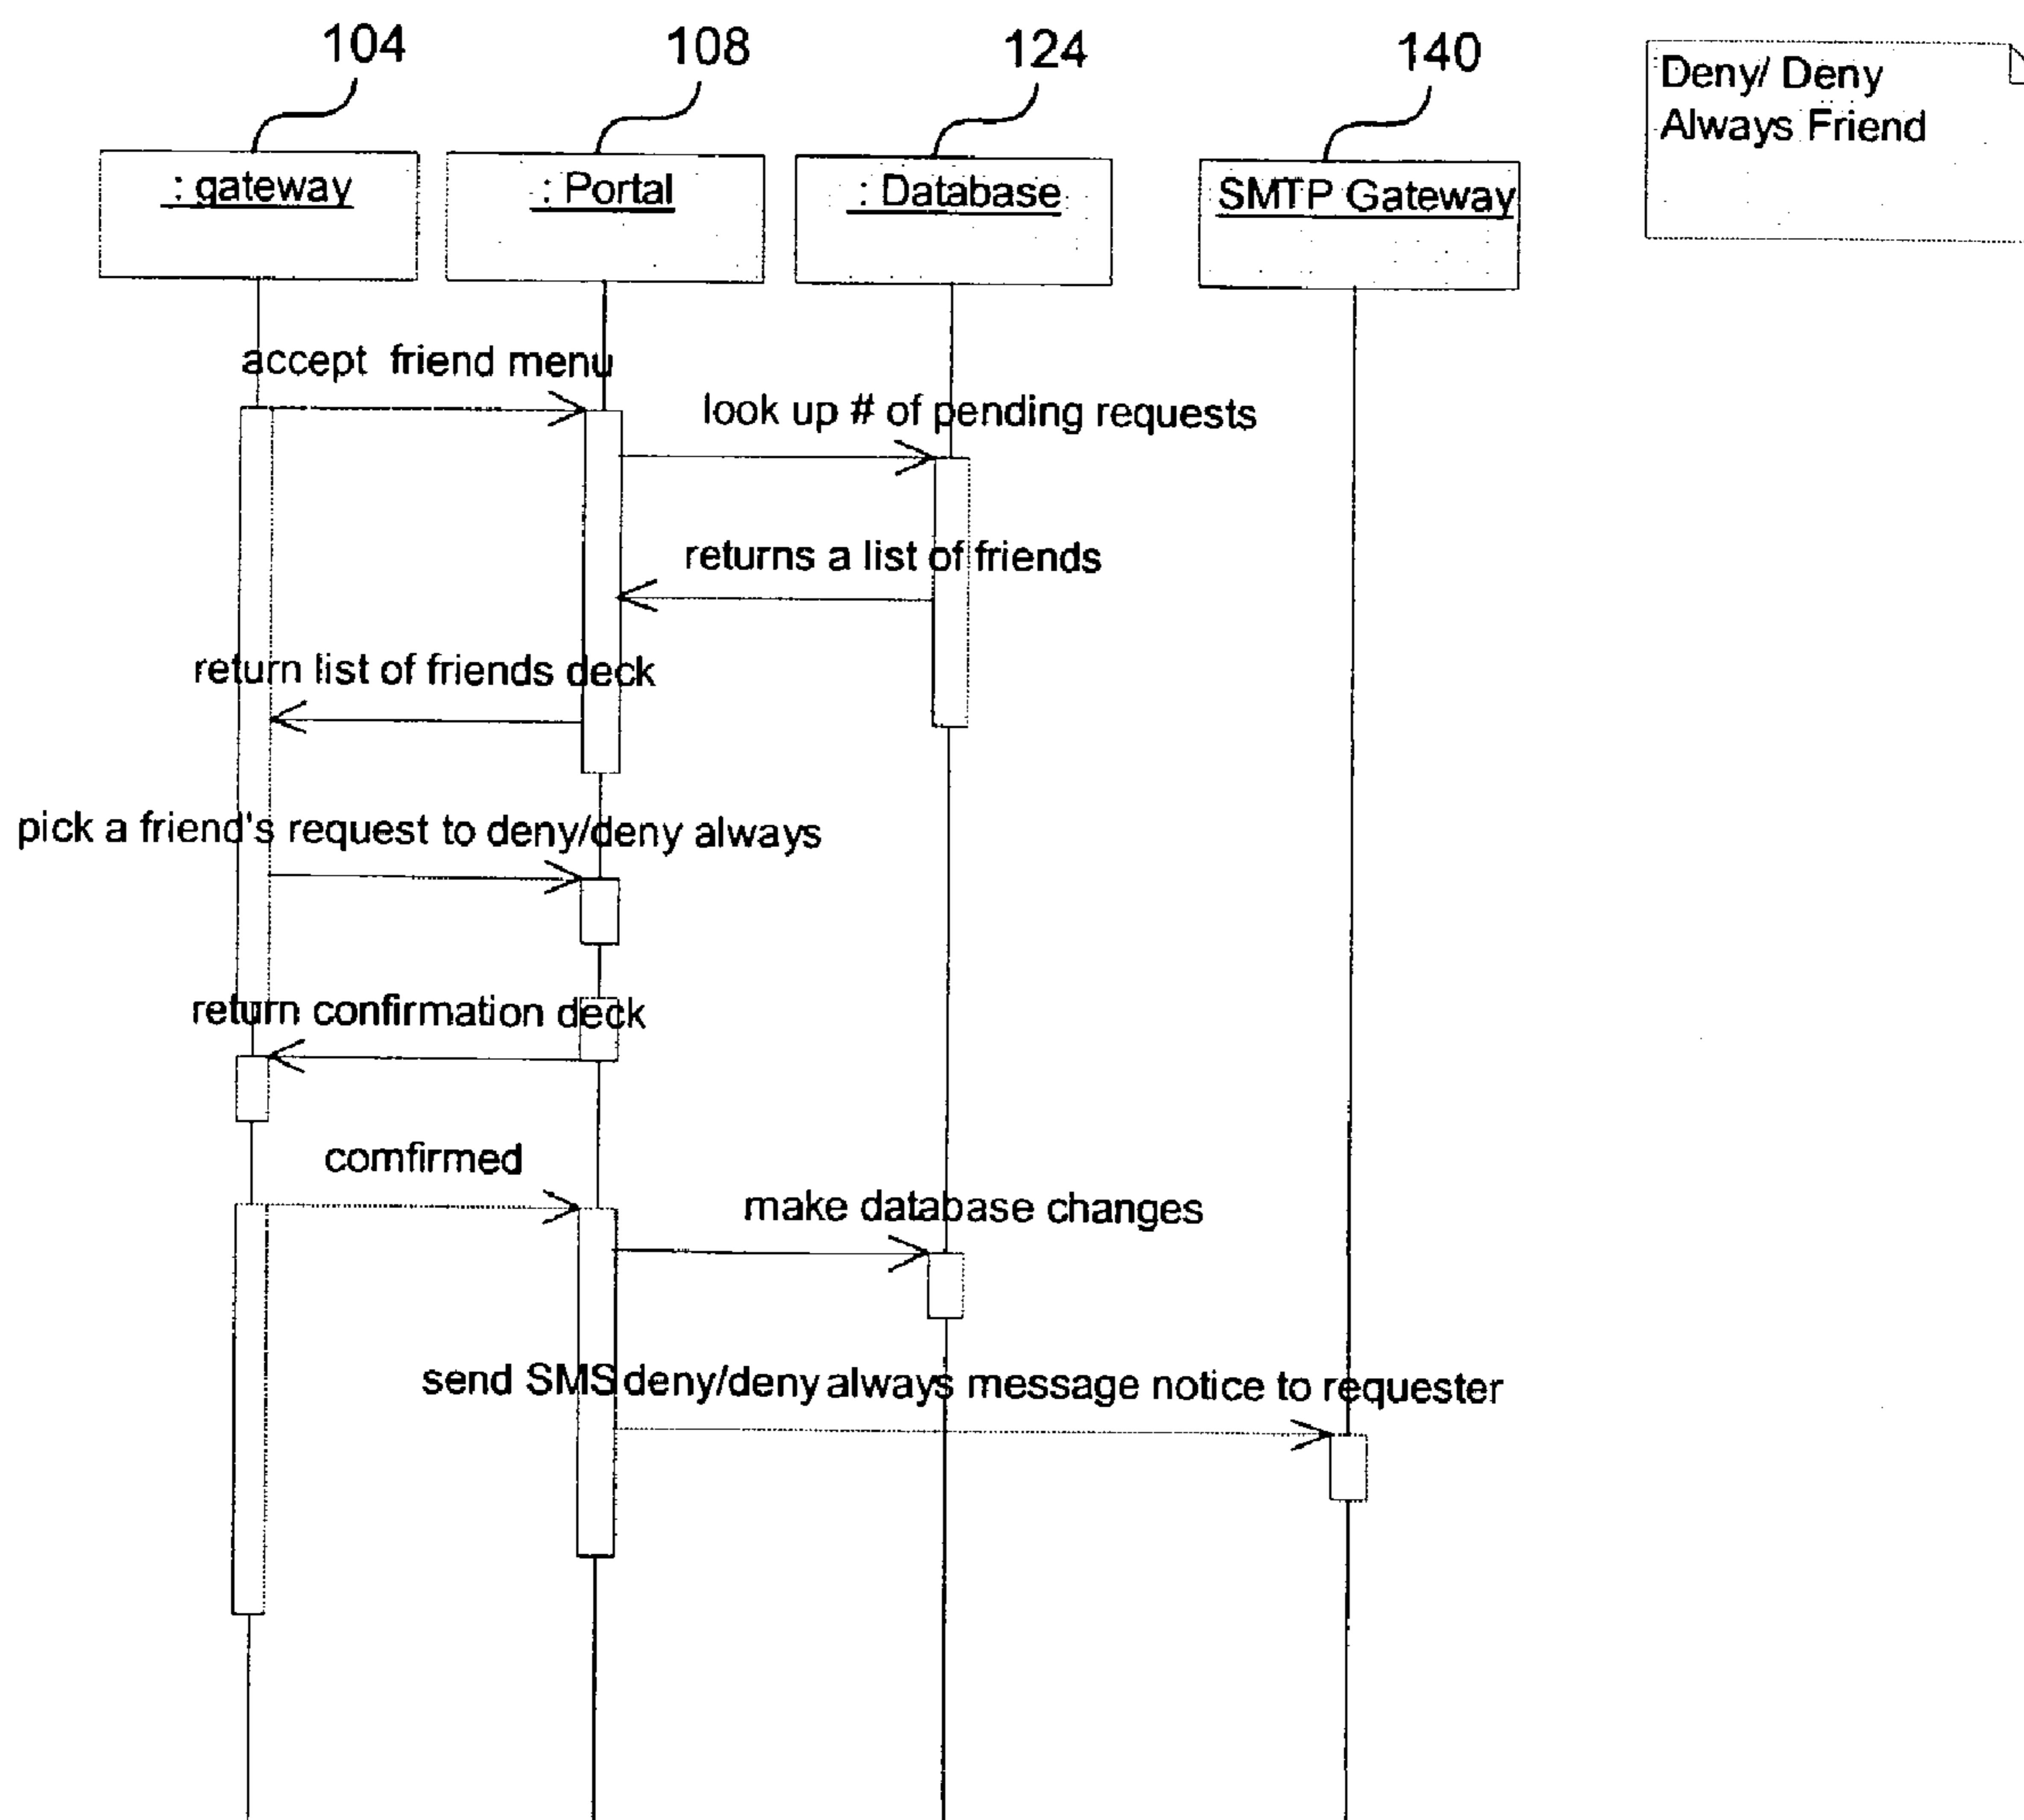 104
108
124
140
Deny/ Deny
Always Friend
: gateway
: Portal
: Database
SMTP Gateway
accept friend menu
look up # of pending requests
returns a list of friends
return list of friends deck
pick a friend's request to deny/deny always
return confirmation deck
comfirmed
make database changes
send SMS deny/deny always message notice to requester